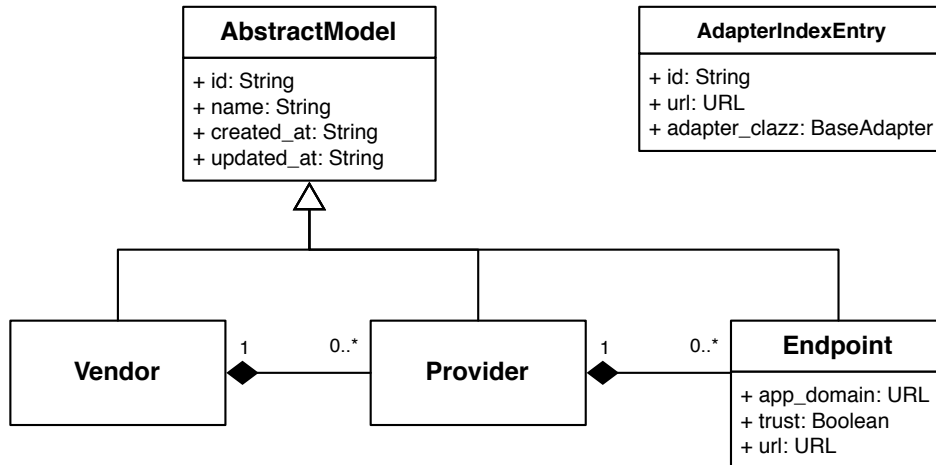 AbstractModel
+ id: String
+ name: String
+ created_at: String
+ updated_at: String
AdapterIndexEntry
+ id: String
+ url: URL
+ adapter_clazz: BaseAdapter
Vendor
1
0..*
Provider
1
0..*
Endpoint
+ app_domain: URL
+ trust: Boolean
+ url: URL